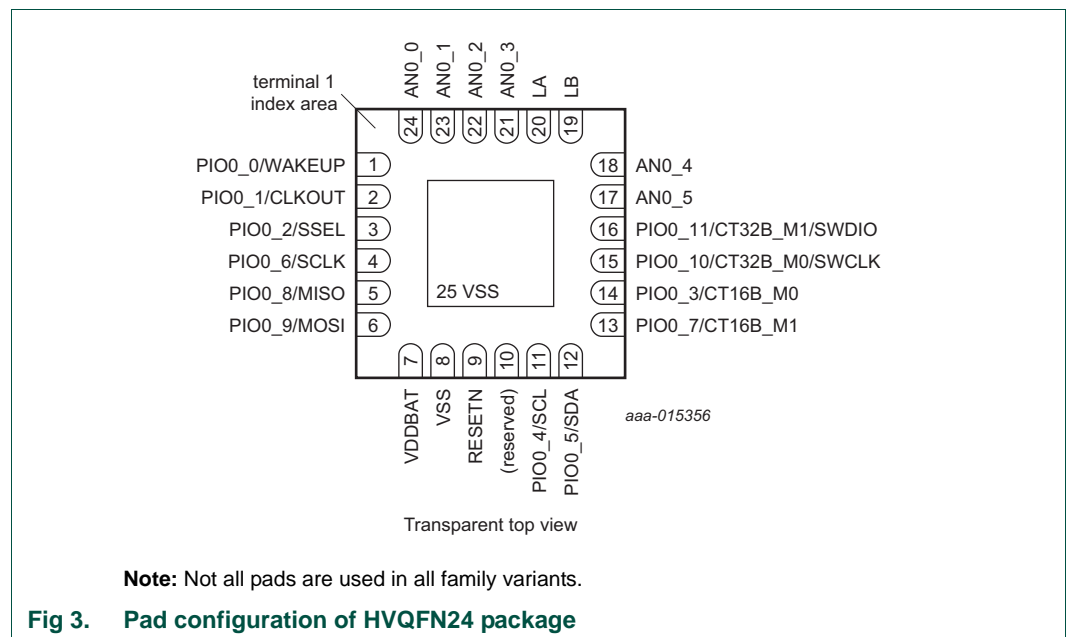 terminal 1
index area
AN0_0
AN0_1
AN0_2
AN0_3
LA
LB
24
23
22
21
20
19
PIO0_0/WAKEUP 1
PIO0_1/CLKOUT 2
PIO0_2/SSEL 3
PIO0_6/SCLK 4
PIO0_8/MISO 5
PIO0_9/MOSI 6
25 VSS
18 AN0_4
17 AN0_5
16 PIO0_11/CT32B_M1/SWDIO
15 PIO0_10/CT32B_M0/SWCLK
14 PIO0_3/CT16B_M0
13 PIO0_7/CT16B_M1
7
8
9
10
11
12
VDDBAT
VSS
RESETN
(reserved)
PIO0_4/SCL
PIO0_5/SDA
aaa-015356
Transparent top view
Note: Not all pads are used in all family variants.
Fig 3. Pad configuration of HVQFN24 package